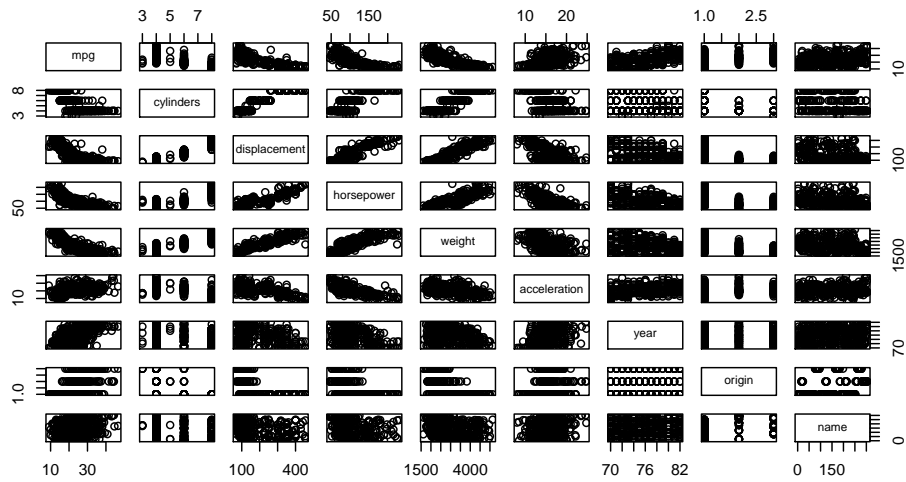 3 5 7 50 150 10 20 1.0 2.5
mpg 10
8 3 cylinders
displacement 100
50 horsepower
weight 1500
10 acceleration
year 70
1.0 origin
name 0
10 30 100 400 1500 4000 70 76 82 0 150